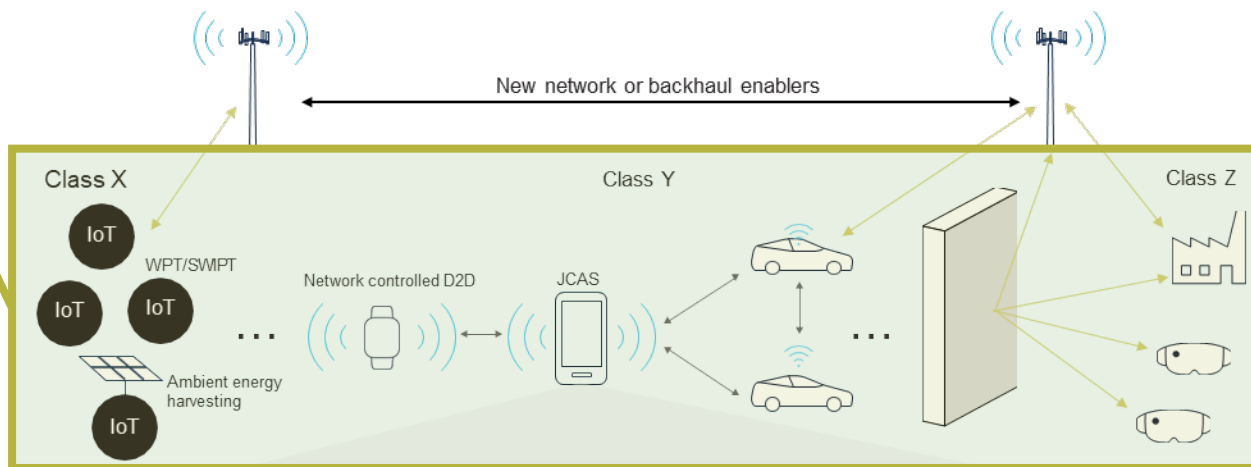 New network or backhaul enablers
Class X
Class Y
Class Z
IoT
WPT/SWIPT
IoT
IoT
Network controlled D2D
JCAS
...
...
Ambient energy
harvesting
IoT